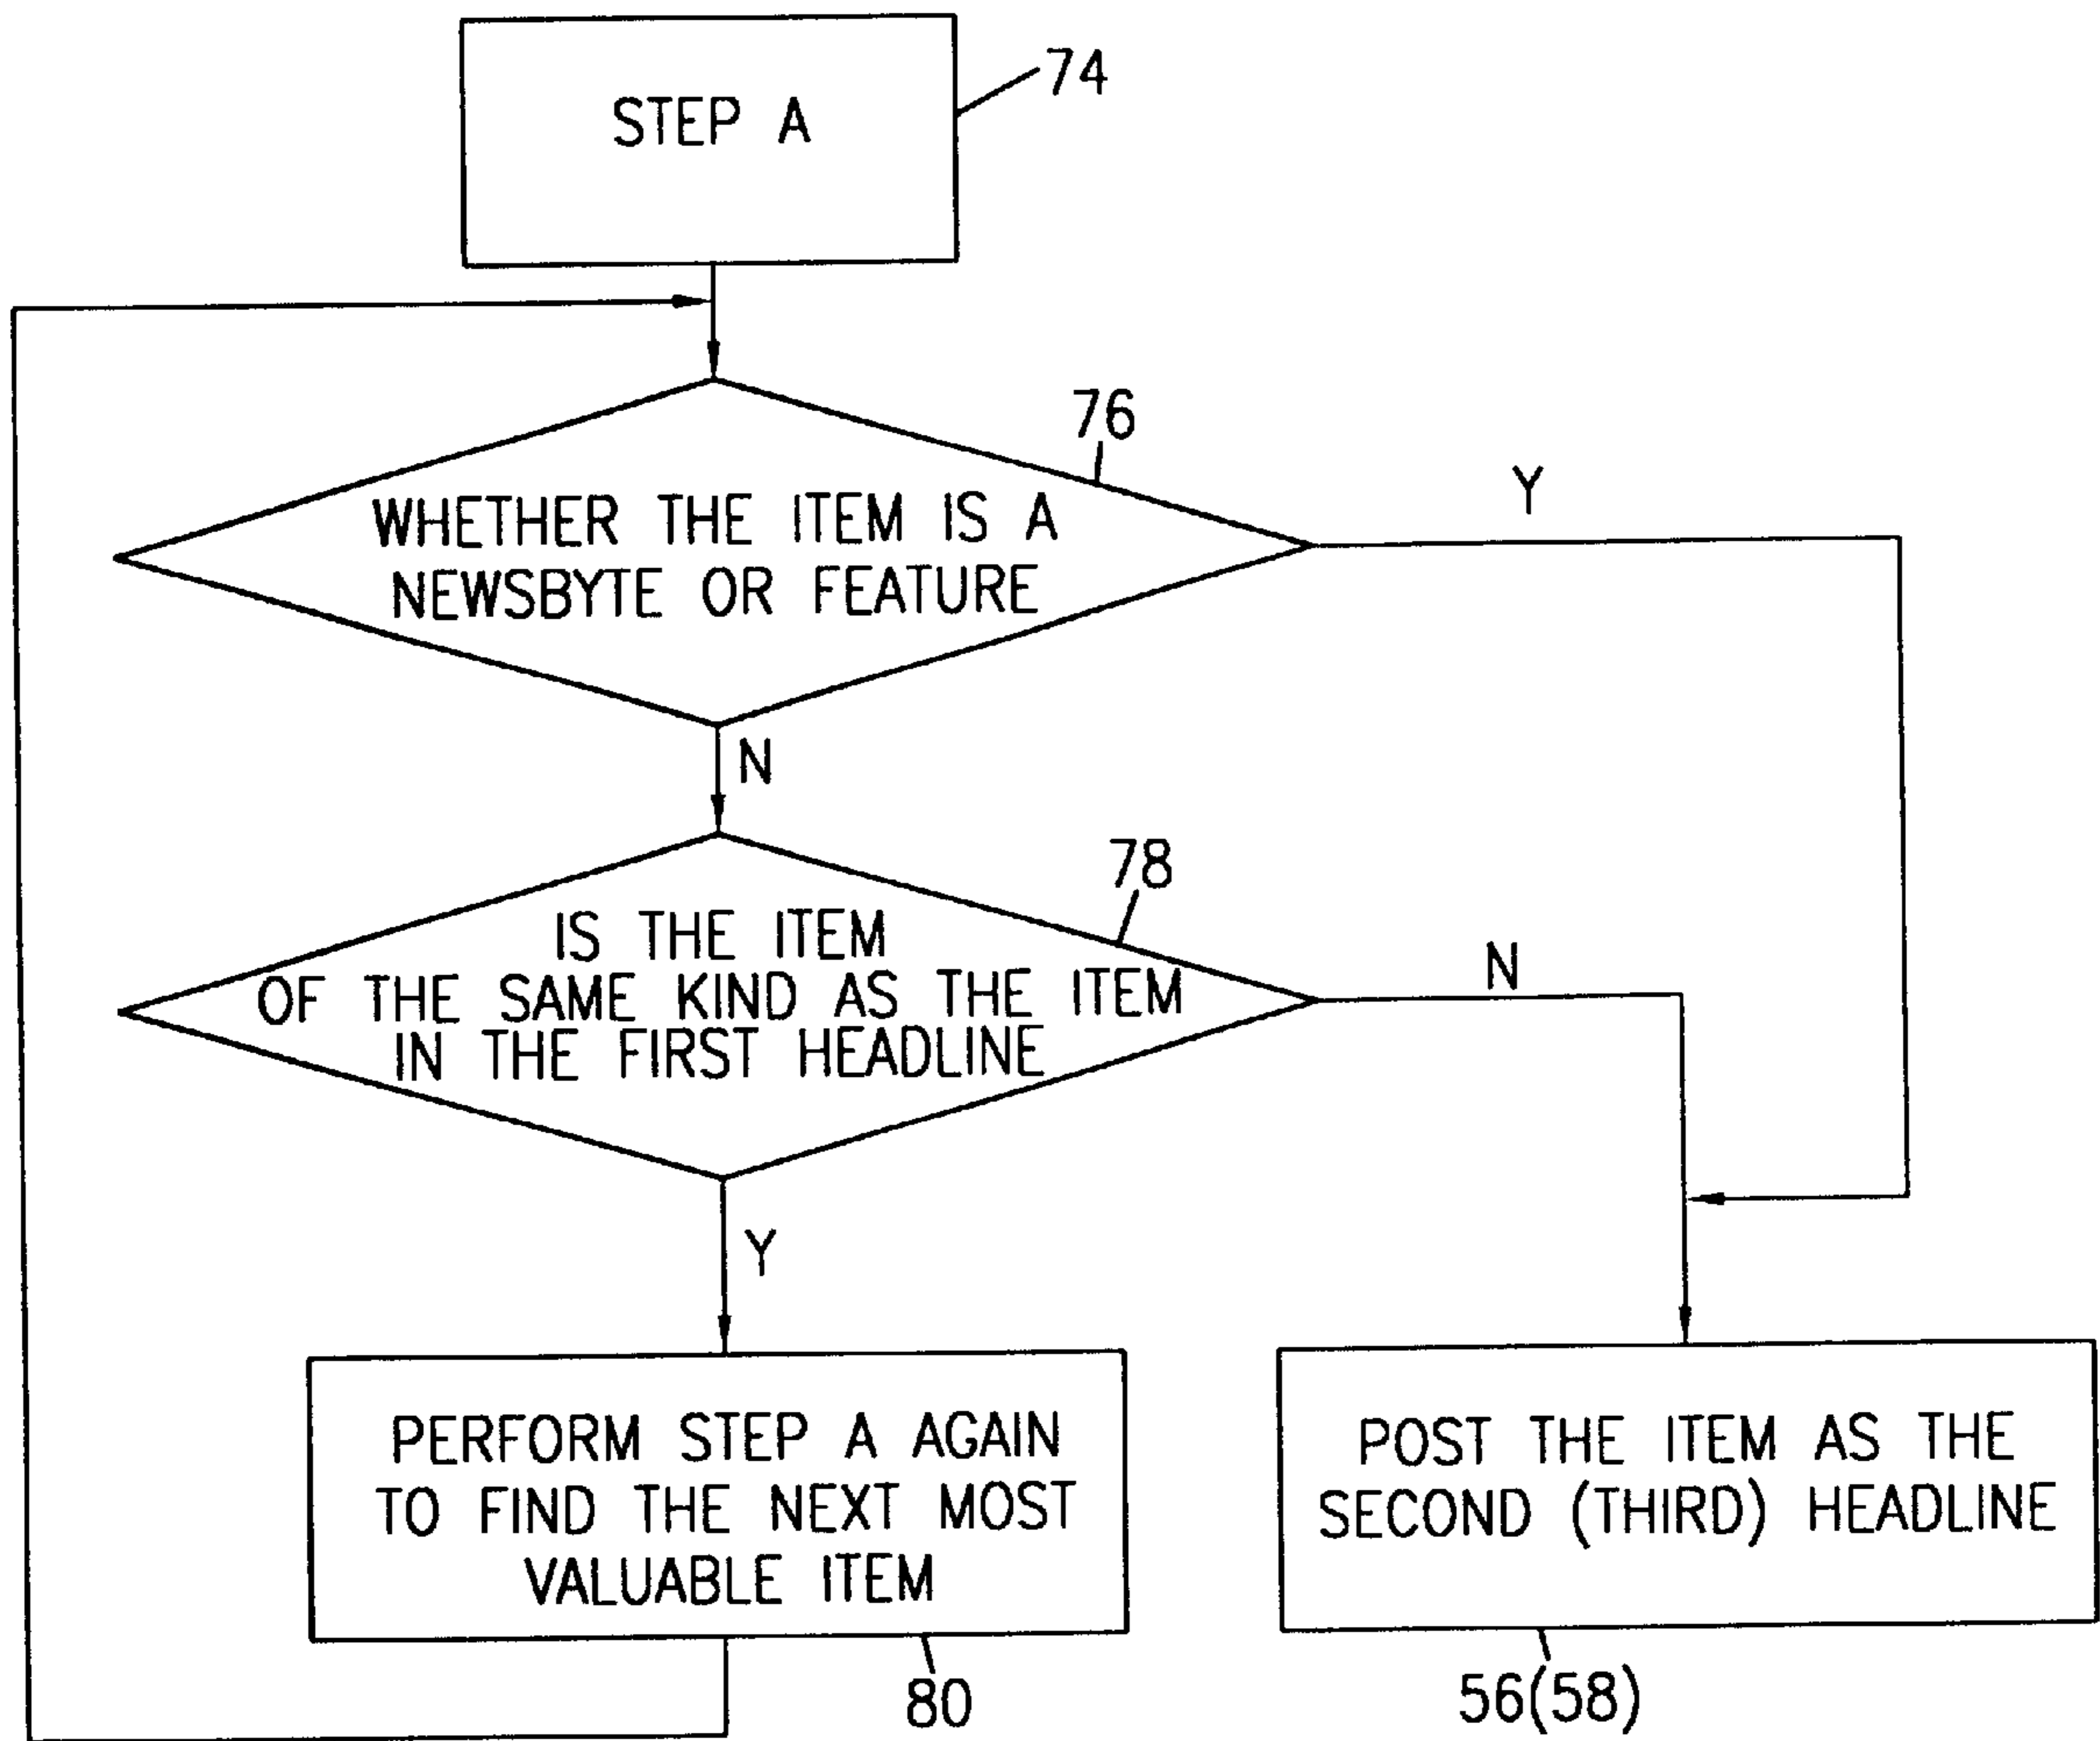 STEP A
74
76
Y
WHETHER THE ITEM IS A
NEWSBYTE OR FEATURE
N
78
IS THE ITEM
OF THE SAME KIND AS THE ITEM
IN THE FIRST HEADLINE
N
Y
PERFORM STEP A AGAIN
TO FIND THE NEXT MOST
VALUABLE ITEM
80
POST THE ITEM AS THE
SECOND (THIRD) HEADLINE
56(58)